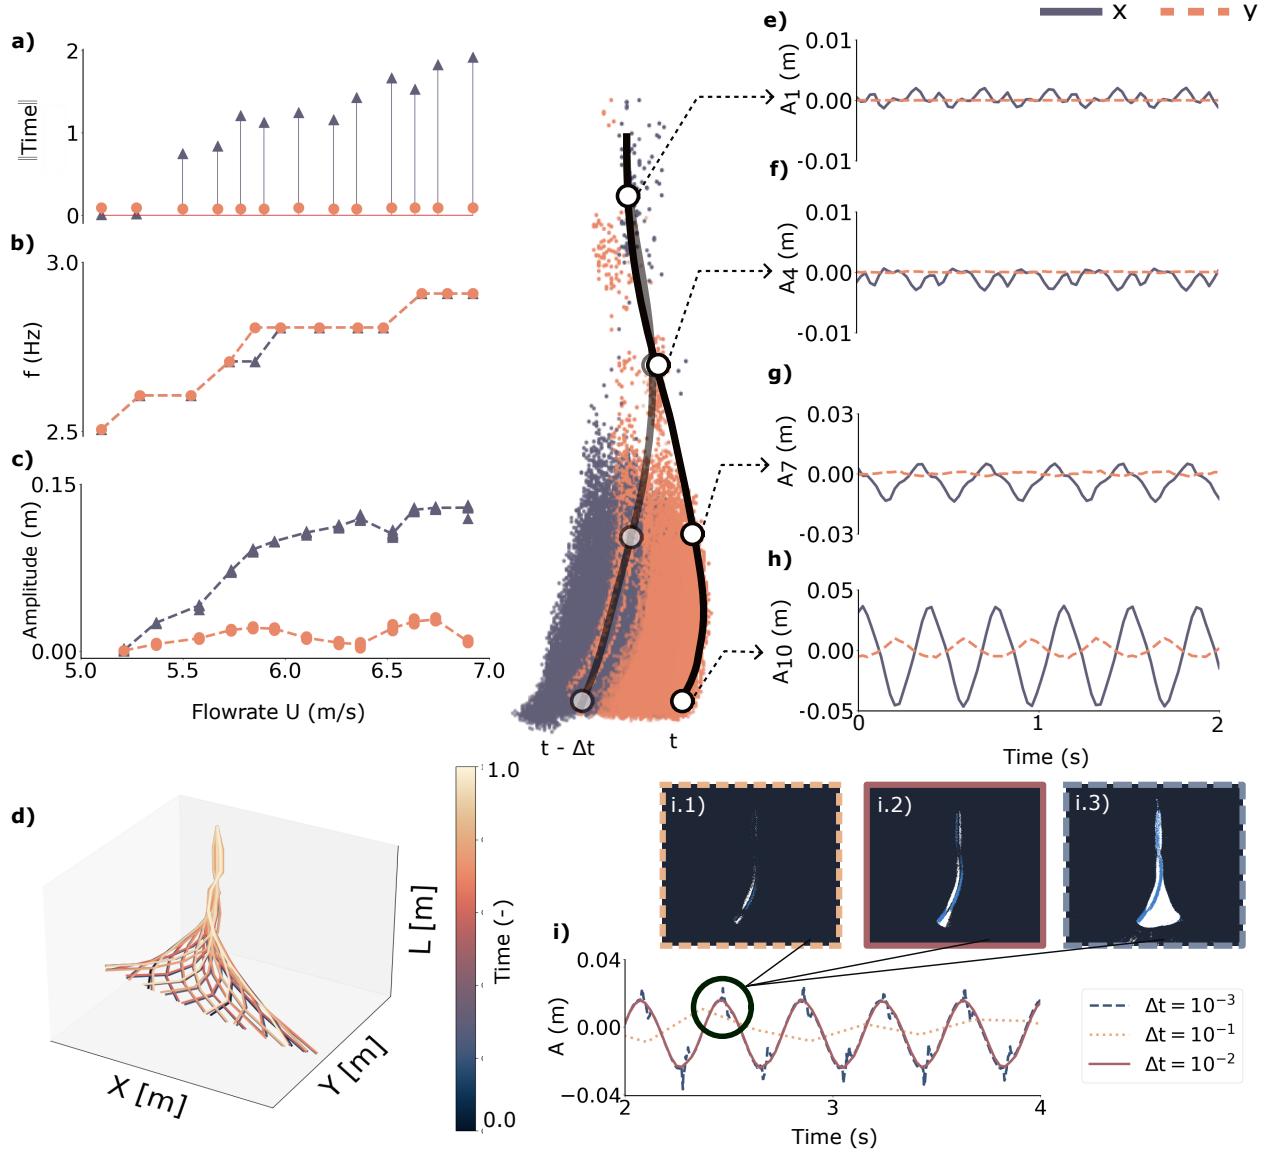 x y
a)
2
1
0
||Time||
b)
3.0
2.5
f (Hz)
c)
0.15
0.00
Amplitude (m)
5.0 5.5 6.0 6.5 7.0
Flowrate U (m/s)
t - Δt t
e)
0.01
0.00
-0.01
A1 (m)
f)
0.01
0.00
-0.01
A4 (m)
g)
0.03
0.00
-0.03
A7 (m)
h)
0.05
0.00
-0.05
A10 (m)
0 1 2
Time (s)
d)
X [m]
Y [m]
L [m]
1.0
0.0
Time (-)
i.1)
i.2)
i.3)
i)
0.04
0.00
−0.04
A (m)
2 3 4
Time (s)
Δt = 10⁻³
Δt = 10⁻¹
Δt = 10⁻²